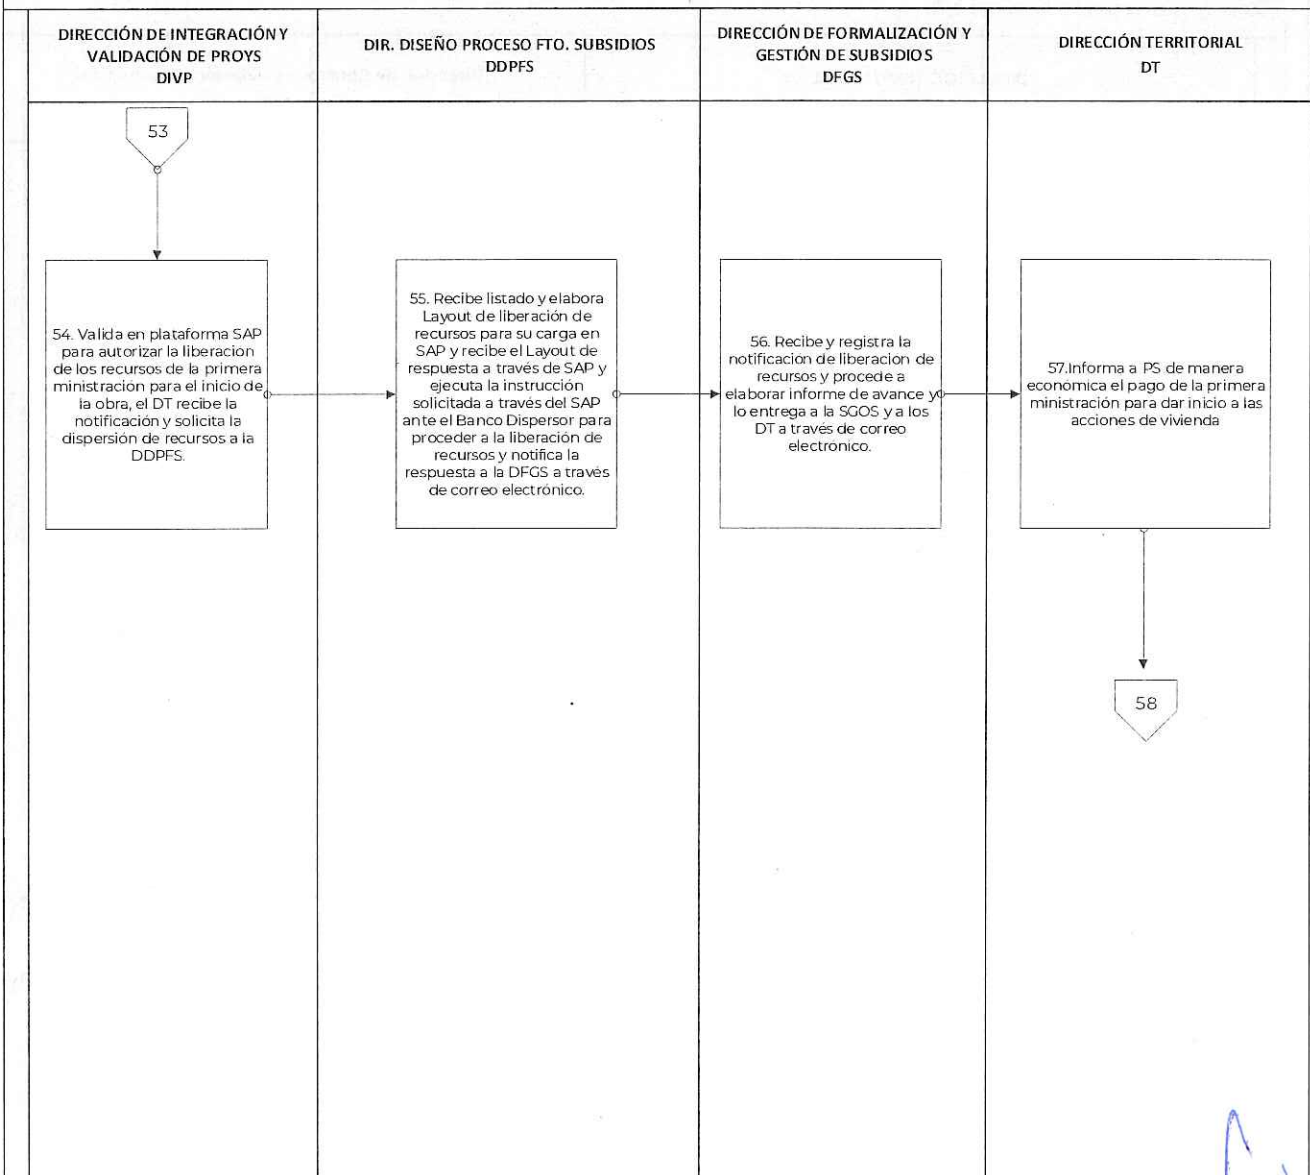 DIRECCIÓN DE INTEGRACIÓN Y
VALIDACIÓN DE PROYS
DIVP
DIR. DISEÑO PROCESO FTO. SUBSIDIOS
DDPFS
DIRECCIÓN DE FORMALIZACIÓN Y
GESTIÓN DE SUBSIDIOS
DFGS
DIRECCIÓN TERRITORIAL
DT
53
54. Valida en plataforma SAP
para autorizar la liberacion
de los recursos de la primera
ministración para el inicio de
la obra, el DT recibe la
notificación y solicita la
dispersión de recursos a la
DDPFS.
55. Recibe listado y elabora
Layout de liberación de
recursos para su carga en
SAP y recibe el Layout de
respuesta a través de SAP y
ejecuta la instrucción
solicitada a través del SAP
ante el Banco Dispersor para
proceder a la liberación de
recursos y notifica la
respuesta a la DFGS a través
de correo electrónico.
56. Recibe y registra la
notificacion de liberacion de
recursos y procede a
elaborar informe de avance y
lo entrega a la SGOS y a los
DT a través de correo
electrónico.
57.Informa a PS de manera
económica el pago de la primera
ministración para dar inicio a las
acciones de vivienda
58